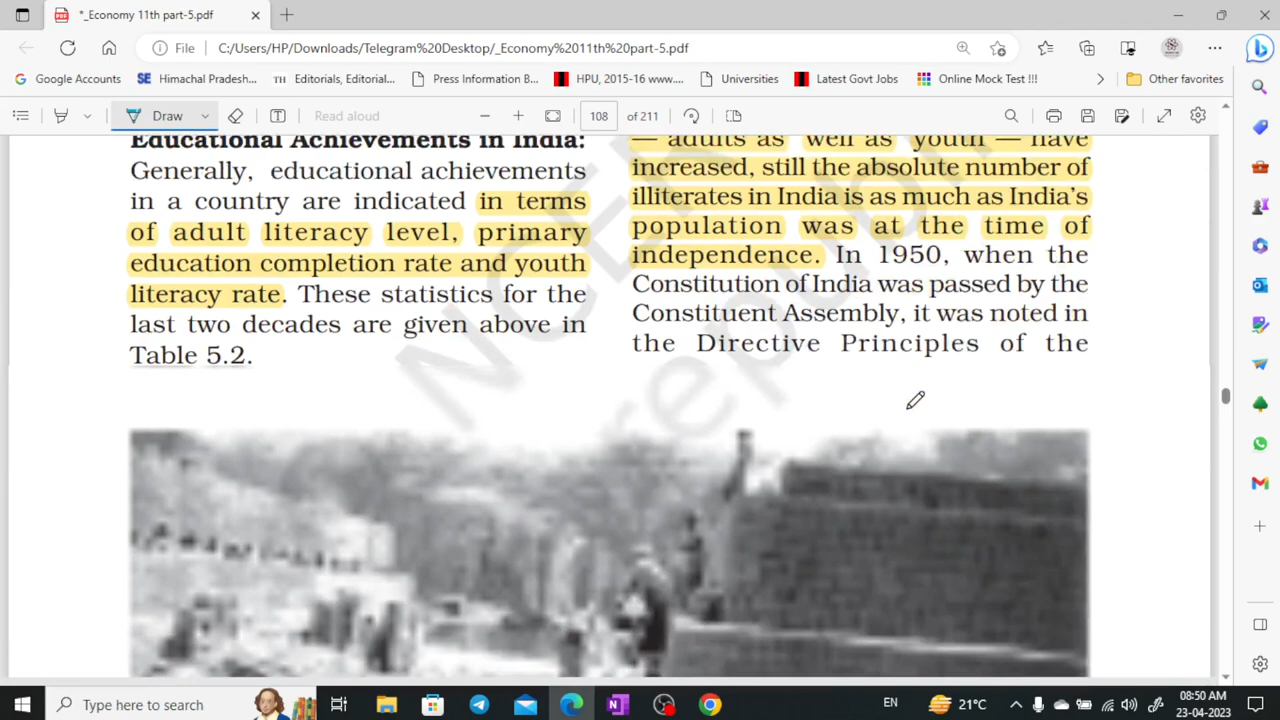 *_Economy 11th part-5.pdf
File
C:/Users/HP/Downloads/Telegram%20Desktop/_Economy%2011th%20part-5.pdf
Google Accounts
SE Himachal Pradesh...
TH Editorials, Editorial...
Press Information B...
HPU, 2015-16 www....
Universities
Latest Govt Jobs
Online Mock Test !!!
Other favorites
Draw
Read aloud
108 of 211
Educational Achievements in India:
Generally, educational achievements
in a country are indicated in terms
of adult literacy level, primary
education completion rate and youth
literacy rate. These statistics for the
last two decades are given above in
Table 5.2.
— adults as well as youth — have
increased, still the absolute number of
illiterates in India is as much as India's
population was at the time of
independence. In 1950, when the
Constitution of India was passed by the
Constituent Assembly, it was noted in
the Directive Principles of the
Type here to search
EN
21°C
08:50 AM
23-04-2023